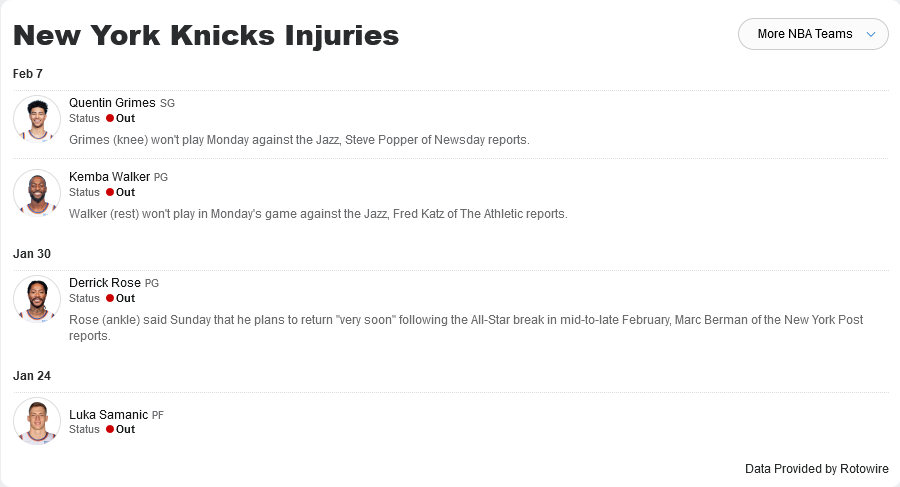 New York Knicks Injuries
More NBA Teams
Feb 7
Quentin Grimes SG
Status Out
Grimes (knee) won't play Monday against the Jazz, Steve Popper of Newsday reports.
Kemba Walker PG
Status Out
Walker (rest) won't play in Monday's game against the Jazz, Fred Katz of The Athletic reports.
Jan 30
Derrick Rose PG
Status Out
Rose (ankle) said Sunday that he plans to return "very soon" following the All-Star break in mid-to-late February, Marc Berman of the New York Post
reports.
Jan 24
Luka Samanic PF
Status Out
Data Provided by Rotowire